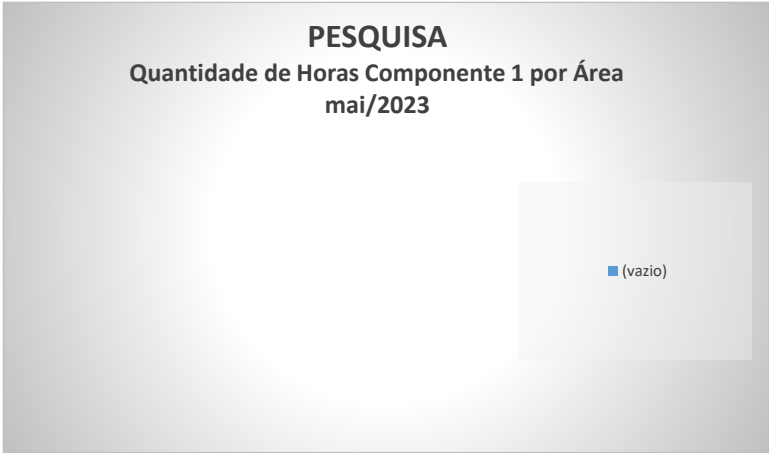 PESQUISA
Quantidade de Horas Componente 1 por Área
mai/2023
(vazio)